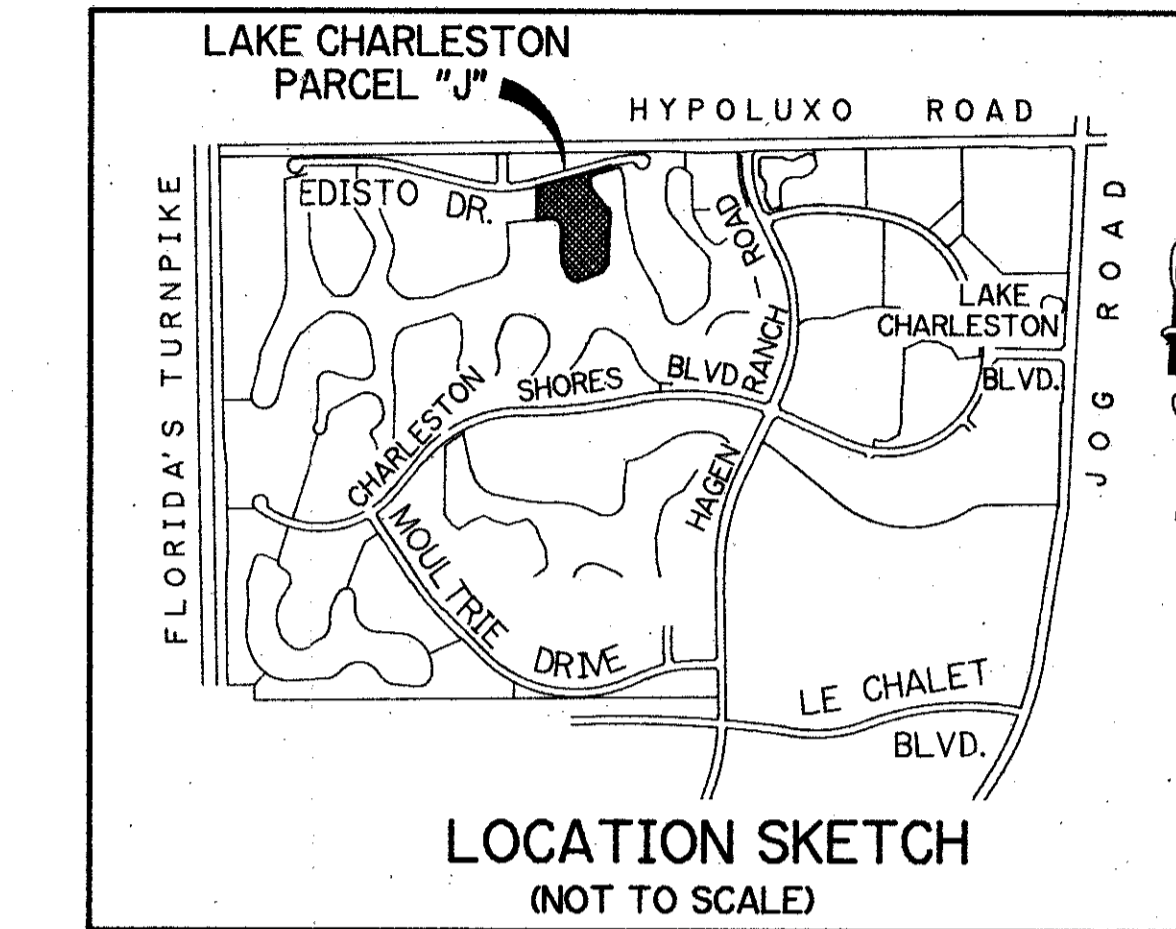 LAKE CHARLESTON
PARCEL "J"
HYPOLUXO ROAD
FLORIDA'S TURNPIKE
EDISTO DR.
HAGEN RANCH - ROAD
JOG ROAD
LAKE
CHARLESTON
BLVD.
CHARLESTON SHORES BLVD
MOULTRIE DRIVE
LE CHALET
BLVD.
LOCATION SKETCH
(NOT TO SCALE)